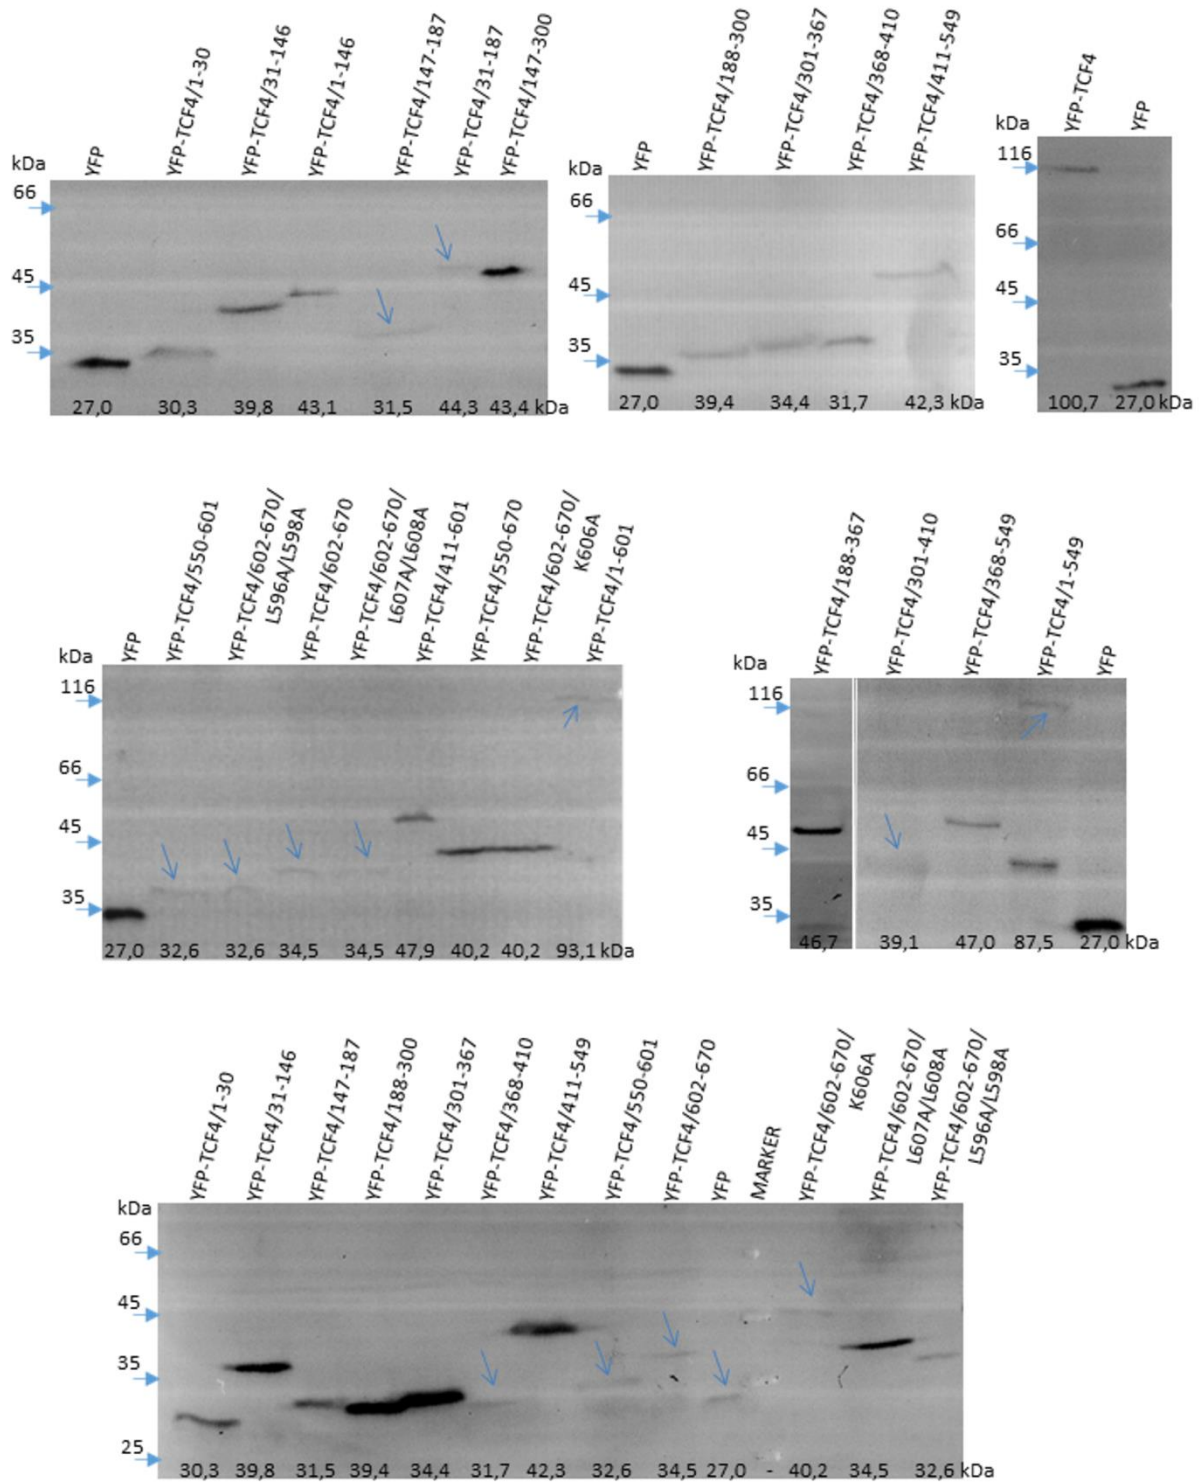 YFP
YFP-TCF4/1-30
YFP-TCF4/31-146
YFP-TCF4/1-146
YFP-TCF4/147-187
YFP-TCF4/31-187
YFP-TCF4/147-300
kDa
66
45
35
27,0 30,3 39,8 43,1 31,5 44,3 43,4 kDa
YFP
YFP-TCF4/188-300
YFP-TCF4/301-367
YFP-TCF4/368-410
YFP-TCF4/411-549
kDa
66
45
35
27,0 39,4 34,4 31,7 42,3 kDa
YFP-TCF4
YFP
kDa
116
66
45
35
100,7 27,0 kDa
YFP
YFP-TCF4/550-601
YFP-TCF4/602-670/
L596A/L598A
YFP-TCF4/602-670
YFP-TCF4/602-670/
L607A/L608A
YFP-TCF4/411-601
YFP-TCF4/550-670
YFP-TCF4/602-670/
K606A
YFP-TCF4/1-601
kDa
116
66
45
35
27,0 32,6 32,6 34,5 34,5 47,9 40,2 40,2 93,1 kDa
YFP-TCF4/188-367
YFP-TCF4/301-410
YFP-TCF4/368-549
YFP-TCF4/1-549
YFP
kDa
116
66
45
35
46,7 39,1 47,0 87,5 27,0 kDa
YFP-TCF4/1-30
YFP-TCF4/31-146
YFP-TCF4/147-187
YFP-TCF4/188-300
YFP-TCF4/301-367
YFP-TCF4/368-410
YFP-TCF4/411-549
YFP-TCF4/550-601
YFP-TCF4/602-670
YFP
MARKER
YFP-TCF4/602-670/
K606A
YFP-TCF4/602-670/
L607A/L608A
YFP-TCF4/602-670/
L596A/L598A
kDa
66
45
35
25
30,3 39,8 31,5 39,4 34,4 31,7 42,3 32,6 34,5 27,0 - 40,2 34,5 32,6 kDa